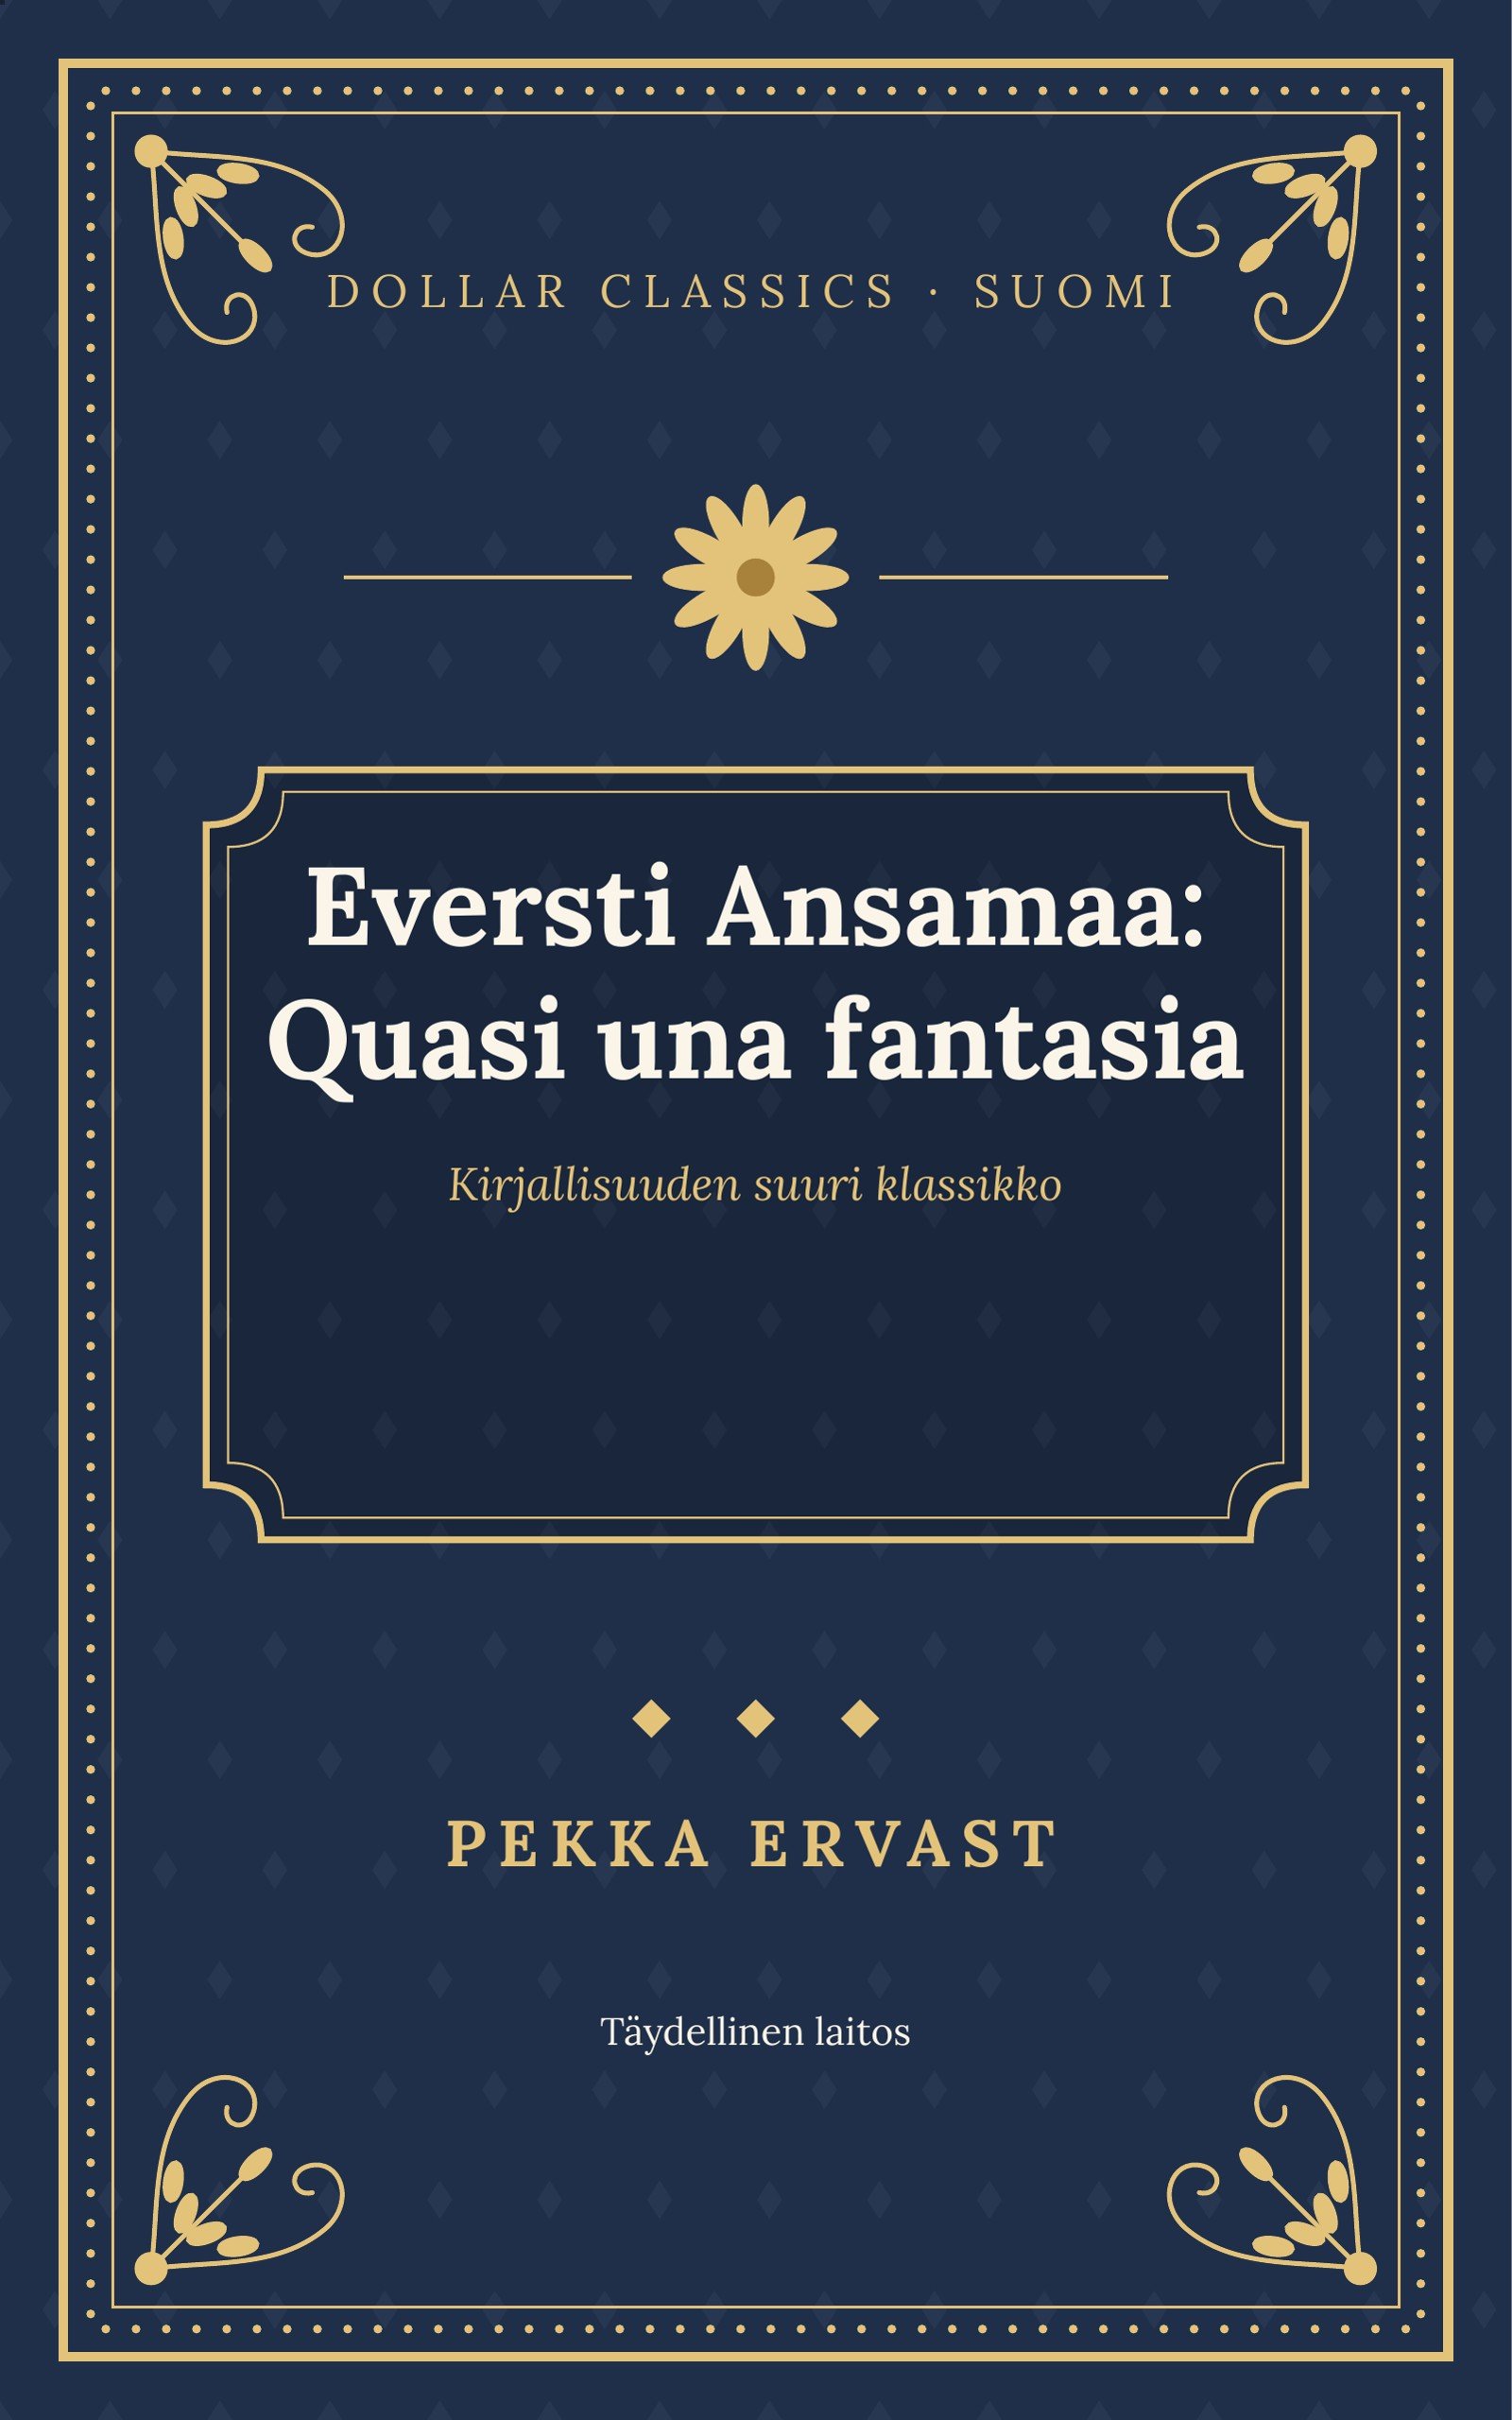 DOLLAR CLASSICS · SUOMI
Eversti Ansamaa:
Quasi una fantasia
Kirjallisuuden suuri klassikko
PEKKA ERVAST
Täydellinen laitos